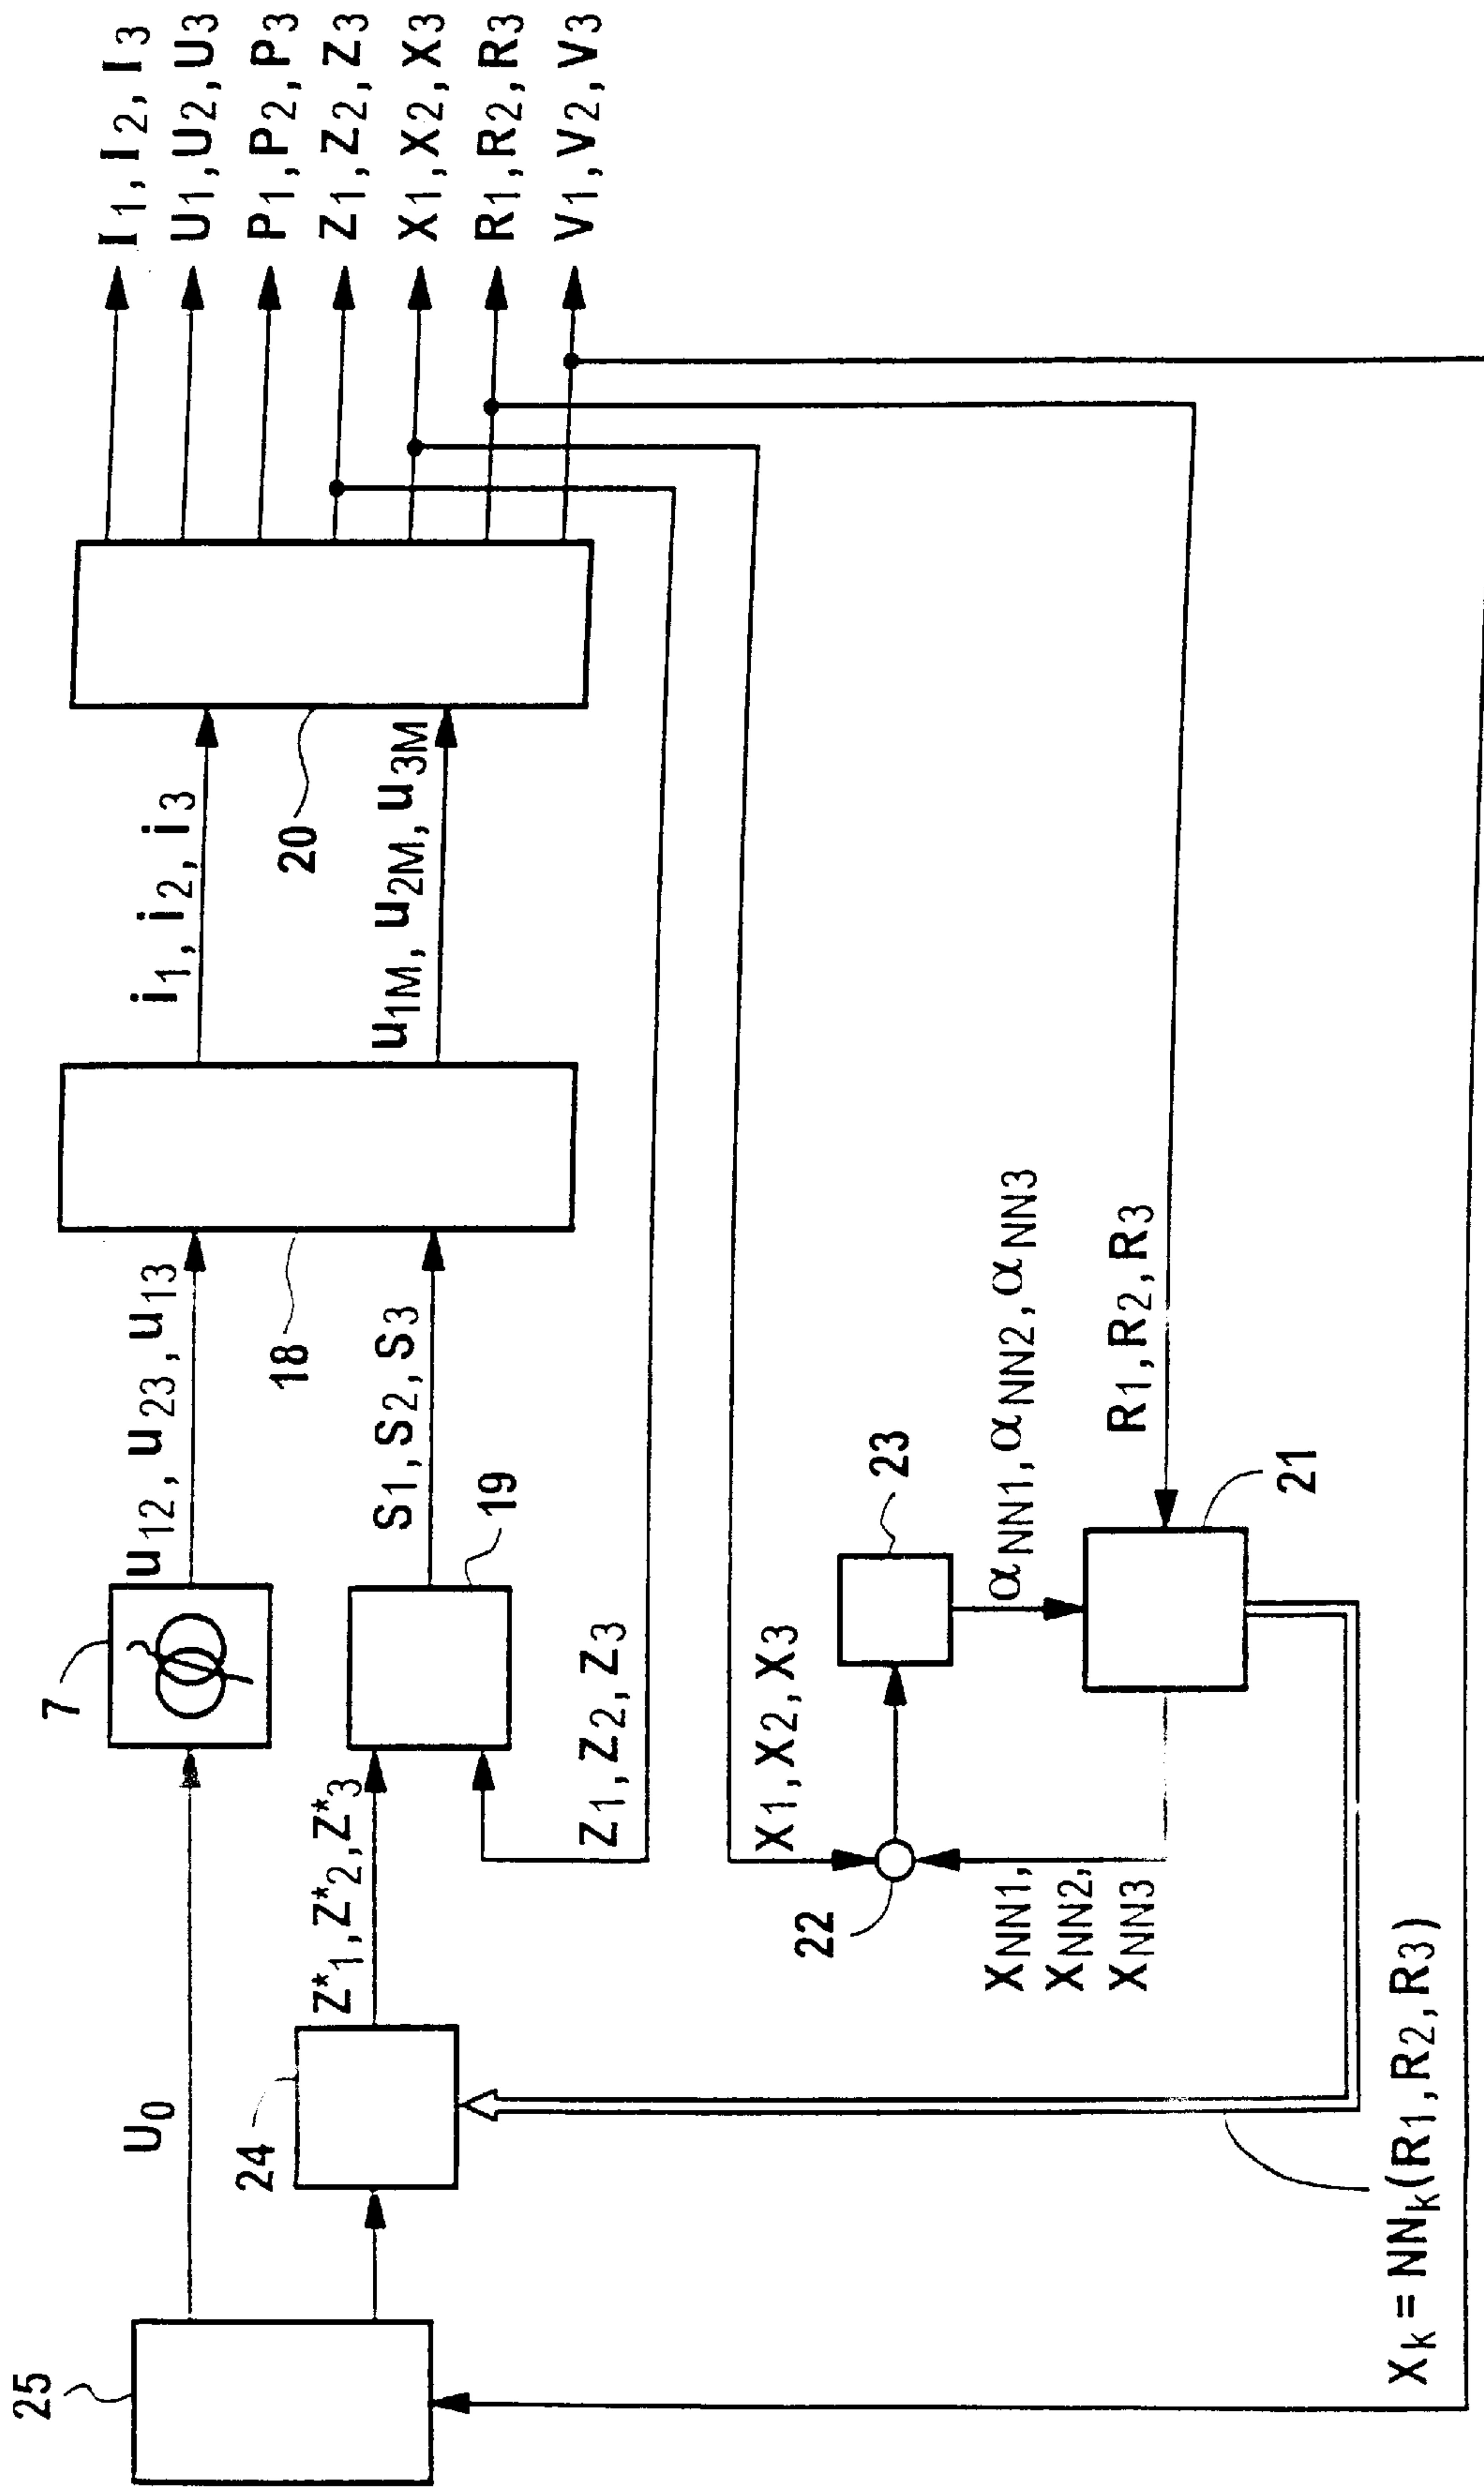 25
U0
7
u12, u23, u13
24
Z*1, Z*2, Z*3
S1, S2, S3
19
18
i1, i2, i3
u1M, u2M, u3M
20
I1, I2, I3
U1, U2, U3
P1, P2, P3
Z1, Z2, Z3
X1, X2, X3
R1, R2, R3
V1, V2, V3
Z1, Z2, Z3
X1, X2, X3
22
23
XNN1,
XNN2,
XNN3
αNN1, αNN2, αNN3
R1, R2, R3
21
Xk = NNk(R1, R2, R3)